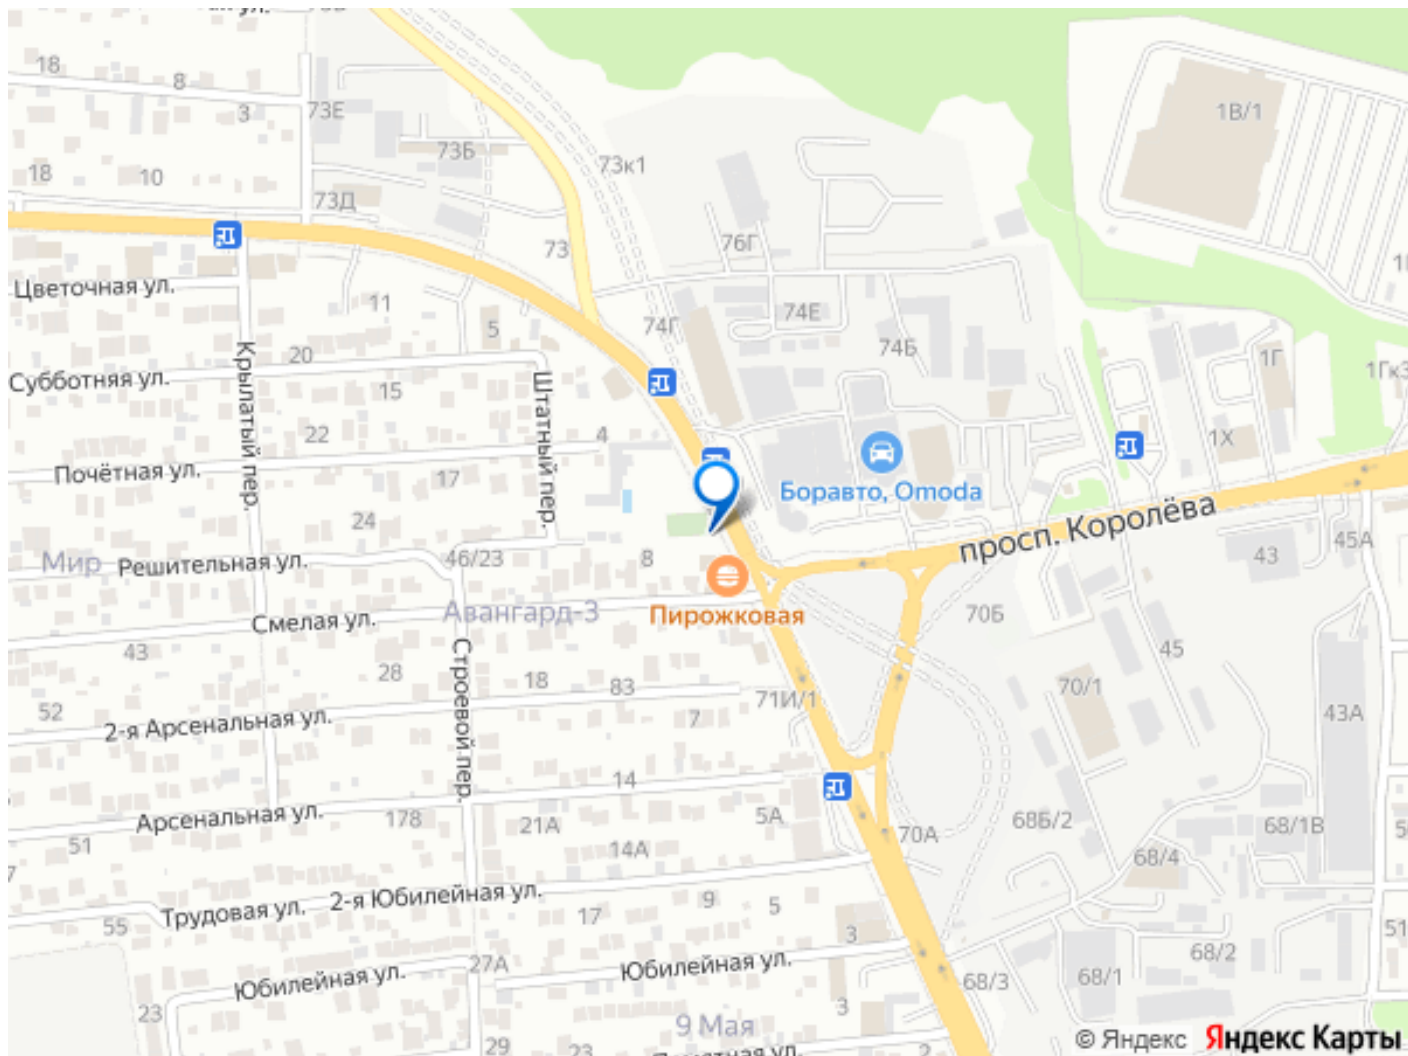 18
8
3
73Е
1В/1
73Б
73к1
18
10
73Д
73
76Г
Цветочная ул.
11
5
74Г
74Е
74Б
1Г
1Гк3
Субботняя ул.
20
15
Крылатый пер.
Штатный пер.
22
4
1Х
Почётная ул.
17
Боравто, Omoda
просп. Королёва
24
Мир
Решительная ул.
46/23
8
43
45А
Авангард-3
Пирожковая
70Б
Смелая ул.
43
28
Строевой пер.
18
83
45
70/1
71И/1
52
2-я Арсенальная ул.
7
43А
14
Арсенальная ул.
178
21А
5А
51
14А
70А
68Б/2
68/1В
68/4
2-я Юбилейная ул.
Трудовая ул.
55
17
9
5
3
51
27А
Юбилейная ул.
Юбилейная ул.
68/2
68/3
68/1
23
3
9 Мая
29
23
2
© Яндекс Яндекс Карты